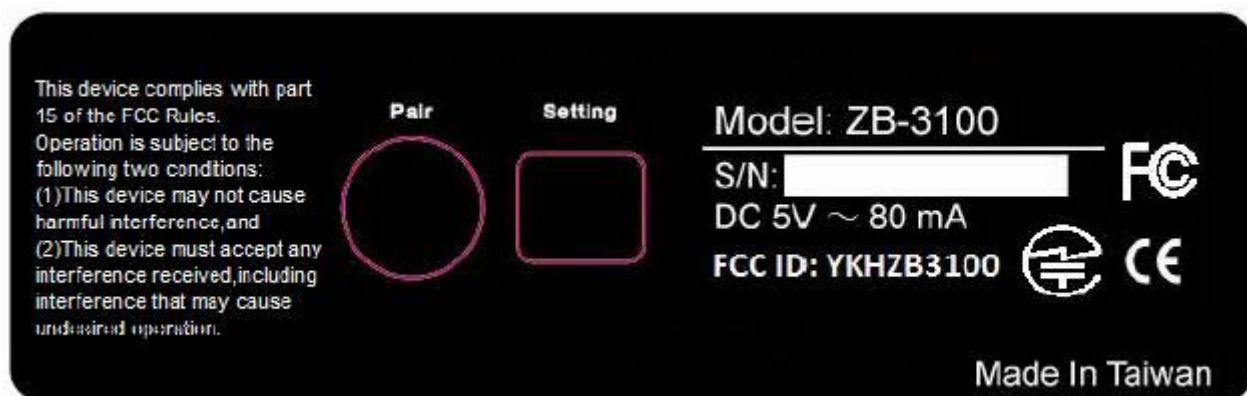 This device complies with part
15 of the FCC Rules.
Operation is subject to the
following two condtions:
(1)This device may not cause
harmful interference,and
(2)This device must accept any
interference received,including
interference that may cause
undesired operation.
Pair
Setting
Model: ZB-3100
S/N:
DC 5V ～ 80 mA
FCC ID: YKHZB3100
FC
CE
Made In Taiwan